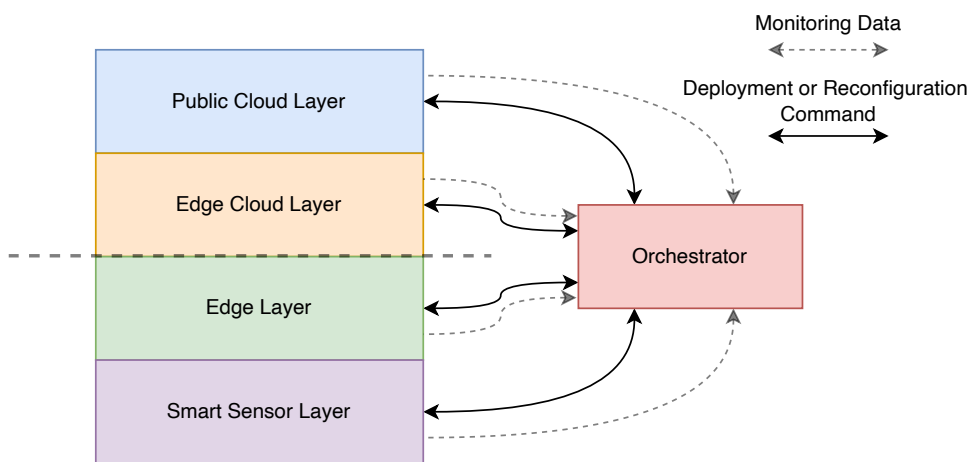 Monitoring Data
Deployment or Reconfiguration
Command
Public Cloud Layer
Edge Cloud Layer
Orchestrator
Edge Layer
Smart Sensor Layer